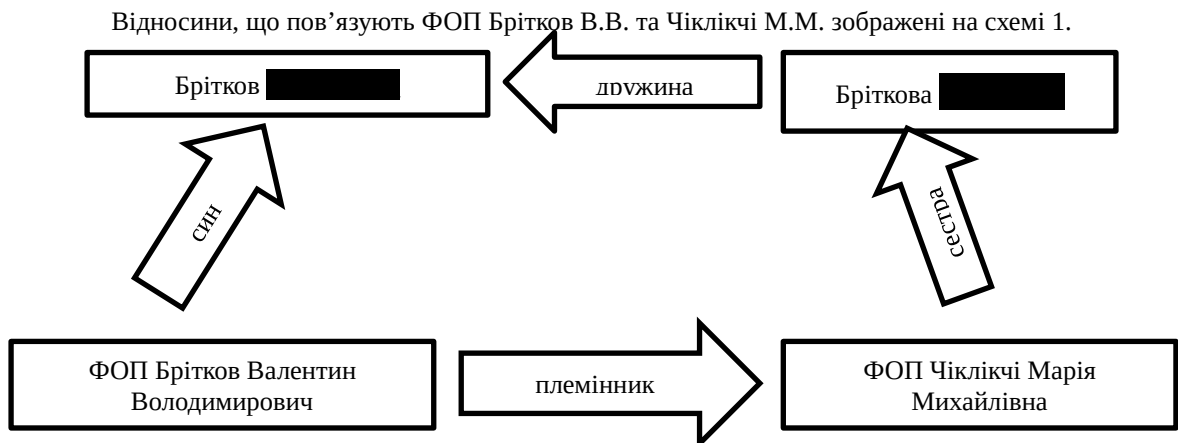 Відносини, що пов’язують ФОП Брітков В.В. та Чіклікчі М.М. зображені на схемі 1.
Брітков
дружина
Бріткова
син
сестра
ФОП Брітков Валентин
Володимирович
племінник
ФОП Чіклікчі Марія
Михайлівна